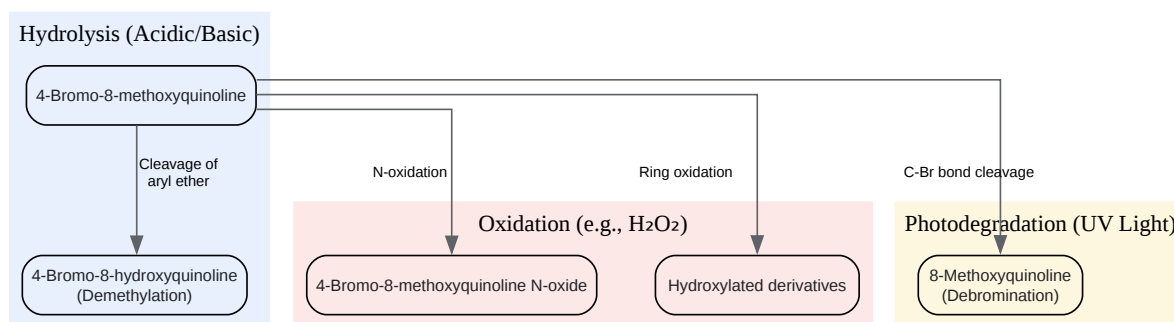 Hydrolysis (Acidic/Basic)
4-Bromo-8-methoxyquinoline
Cleavage of
aryl ether
N-oxidation
Ring oxidation
C-Br bond cleavage
Oxidation (e.g., H₂O₂)
Photodegradation (UV Light)
4-Bromo-8-hydroxyquinoline
(Demethylation)
4-Bromo-8-methoxyquinoline N-oxide
Hydroxylated derivatives
8-Methoxyquinoline
(Debromination)